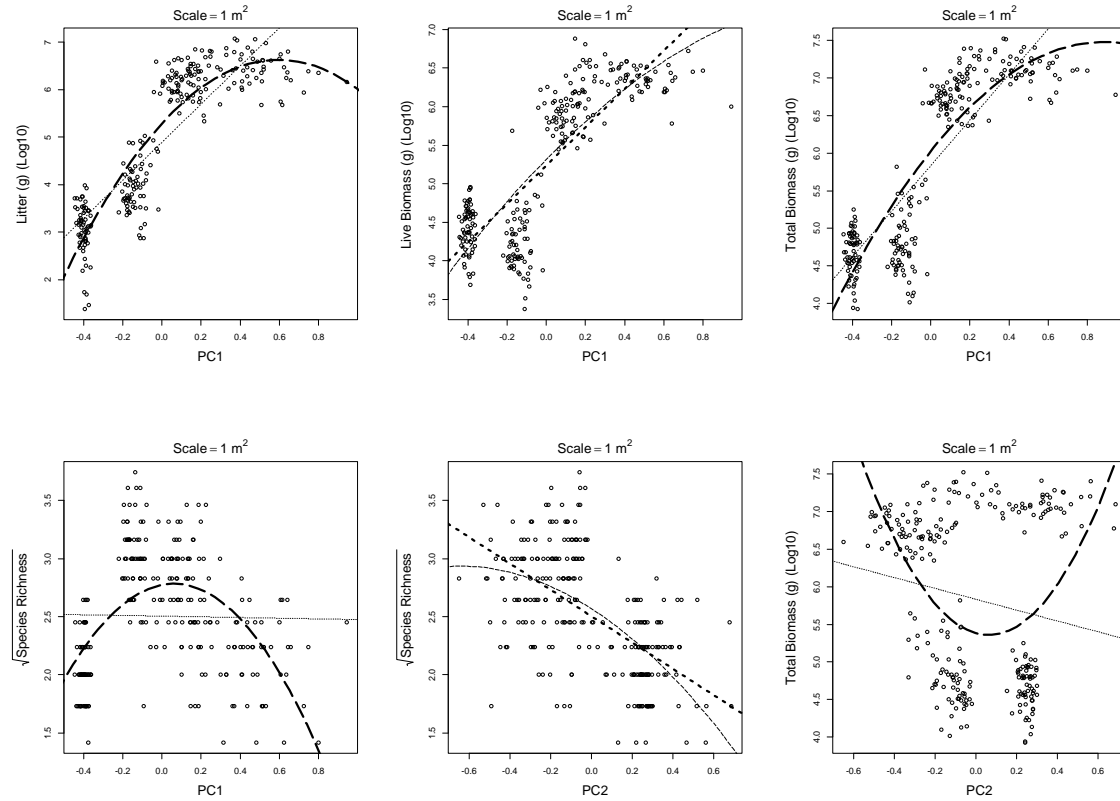 Scale = 1 m²
Litter (g) (Log10)
7
6
5
4
3
2
-0.4 -0.2 0.0 0.2 0.4 0.6 0.8
PC1
Scale = 1 m²
Live Biomass (g) (Log10)
7.0
6.5
6.0
5.5
5.0
4.5
4.0
3.5
-0.4 -0.2 0.0 0.2 0.4 0.6 0.8
PC1
Scale = 1 m²
Total Biomass (g) (Log10)
7.5
7.0
6.5
6.0
5.5
5.0
4.5
4.0
-0.4 -0.2 0.0 0.2 0.4 0.6 0.8
PC1
Scale = 1 m²
√Species Richness
3.5
3.0
2.5
2.0
1.5
-0.4 -0.2 0.0 0.2 0.4 0.6 0.8
PC1
Scale = 1 m²
√Species Richness
3.5
3.0
2.5
2.0
1.5
-0.6 -0.4 -0.2 0.0 0.2 0.4 0.6
PC2
Scale = 1 m²
Total Biomass (g) (Log10)
7.5
7.0
6.5
6.0
5.5
5.0
4.5
4.0
-0.6 -0.4 -0.2 0.0 0.2 0.4 0.6
PC2